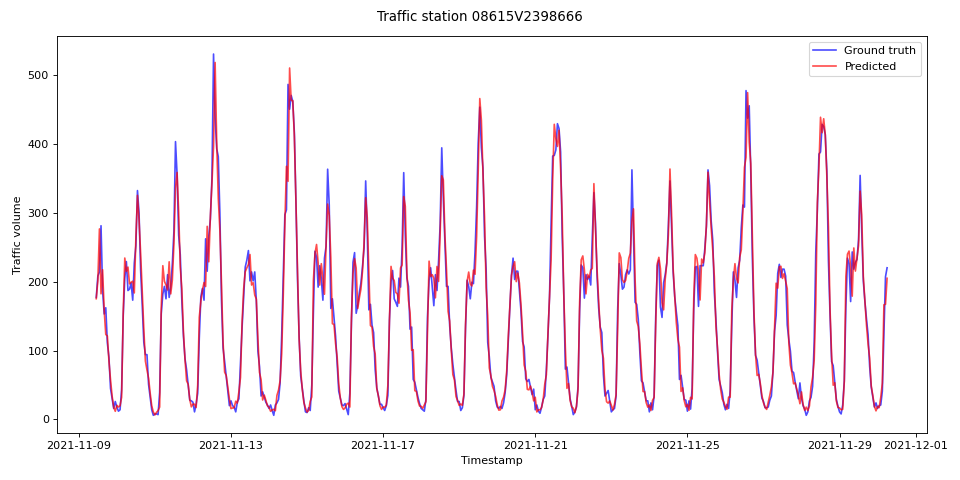 Traffic station 08615V2398666
Ground truth
Predicted
Traffic volume
500
400
300
200
100
0
2021-11-09
2021-11-13
2021-11-17
2021-11-21
2021-11-25
2021-11-29
2021-12-01
Timestamp